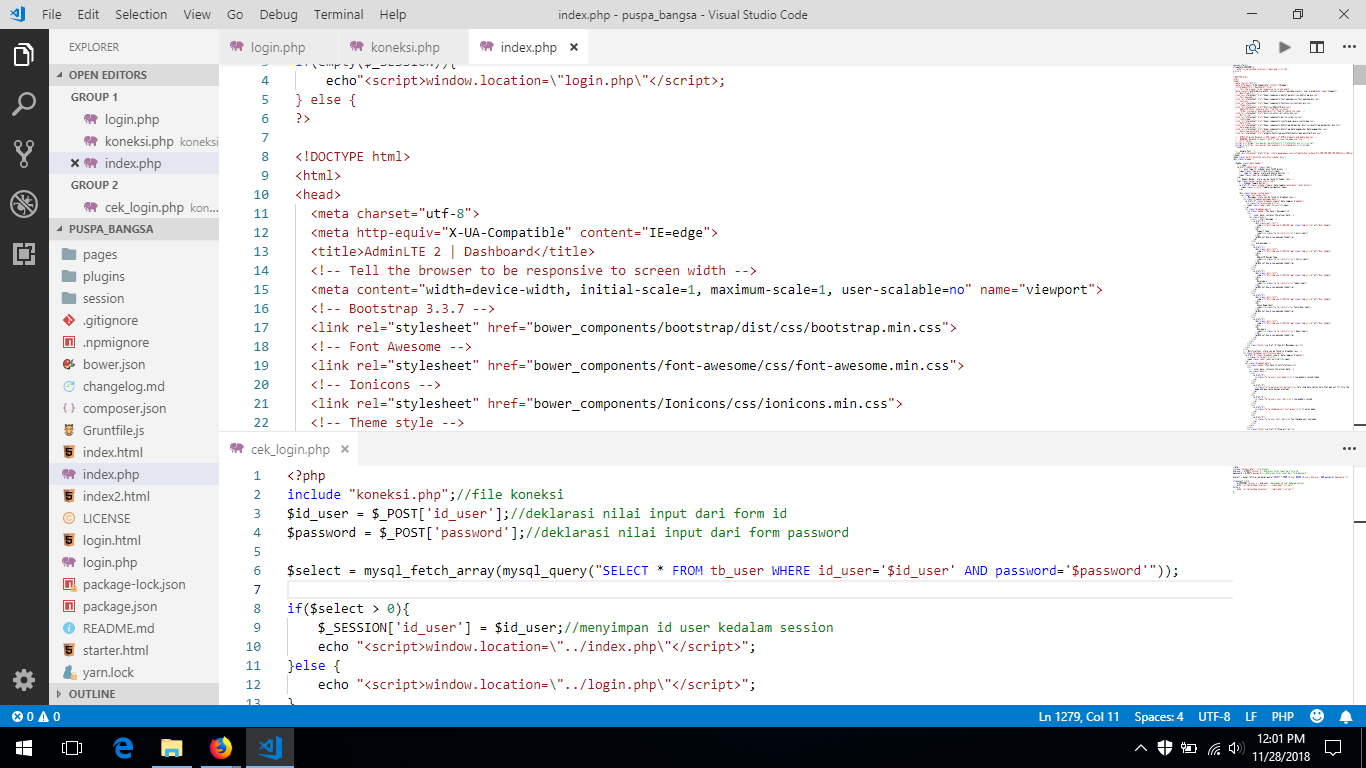 File Edit Selection View Go Debug Terminal Help index.php - puspa_bangsa - Visual Studio Code
EXPLORER
OPEN EDITORS
GROUP 1
login.php
koneksi.php koneksi
index.php
GROUP 2
cek_login.php kon...
PUSPA_BANGSA
pages
plugins
session
.gitignore
.npmignore
bower.json
changelog.md
composer.json
Gruntfile.js
index.html
index.php
index2.html
LICENSE
login.html
login.php
package-lock.json
package.json
README.md
starter.html
yarn.lock
OUTLINE
login.php koneksi.php index.php
3 if(empty($_SESSION)){
4 echo"<script>window.location=\"login.php\"</script>;
5 } else {
6 ?>
7
8 <!DOCTYPE html>
9 <html>
10 <head>
11 <meta charset="utf-8">
12 <meta http-equiv="X-UA-Compatible" content="IE=edge">
13 <title>AdminLTE 2 | Dashboard</title>
14 <!-- Tell the browser to be responsive to screen width -->
15 <meta content="width=device-width, initial-scale=1, maximum-scale=1, user-scalable=no" name="viewport">
16 <!-- Bootstrap 3.3.7 -->
17 <link rel="stylesheet" href="bower_components/bootstrap/dist/css/bootstrap.min.css">
18 <!-- Font Awesome -->
19 <link rel="stylesheet" href="bower_components/font-awesome/css/font-awesome.min.css">
20 <!-- Ionicons -->
21 <link rel="stylesheet" href="bower_components/Ionicons/css/ionicons.min.css">
22 <!-- Theme style -->
cek_login.php
1 <?php
2 include "koneksi.php";//file koneksi
3 $id_user = $_POST['id_user'];//deklarasi nilai input dari form id
4 $password = $_POST['password'];//deklarasi nilai input dari form password
5
6 $select = mysql_fetch_array(mysql_query("SELECT * FROM tb_user WHERE id_user='$id_user' AND password='$password'"));
7
8 if($select > 0){
9 $_SESSION['id_user'] = $id_user;//menyimpan id user kedalam session
10 echo "<script>window.location=\"../index.php\"</script>";
11 }else {
12 echo "<script>window.location=\"../login.php\"</script>";
13 }
0 0 Ln 1279, Col 11 Spaces: 4 UTF-8 LF PHP
12:01 PM
11/28/2018